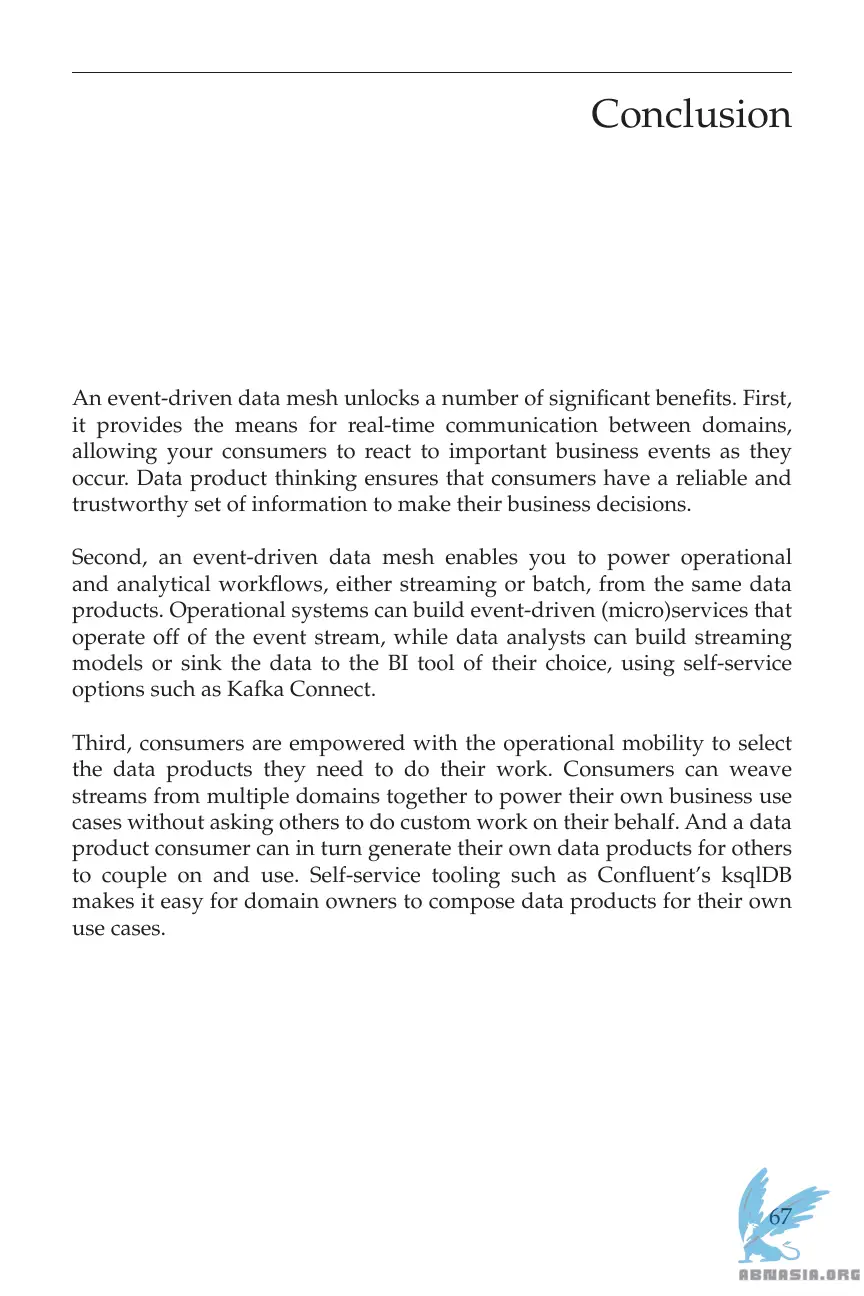 Conclusion
An event-driven data mesh unlocks a number of significant benefits. First,
it provides the means for real-time communication between domains,
allowing your consumers to react to important business events as they
occur. Data product thinking ensures that consumers have a reliable and
trustworthy set of information to make their business decisions.
Second, an event-driven data mesh enables you to power operational
and analytical workflows, either streaming or batch, from the same data
products. Operational systems can build event-driven (micro)services that
operate off of the event stream, while data analysts can build streaming
models or sink the data to the BI tool of their choice, using self-service
options such as Kafka Connect.
Third, consumers are empowered with the operational mobility to select
the data products they need to do their work. Consumers can weave
streams from multiple domains together to power their own business use
cases without asking others to do custom work on their behalf. And a data
product consumer can in turn generate their own data products for others
to couple on and use. Self-service tooling such as Confluent’s ksqlDB
makes it easy for domain owners to compose data products for their own
use cases.
67
ABNASIA.ORG